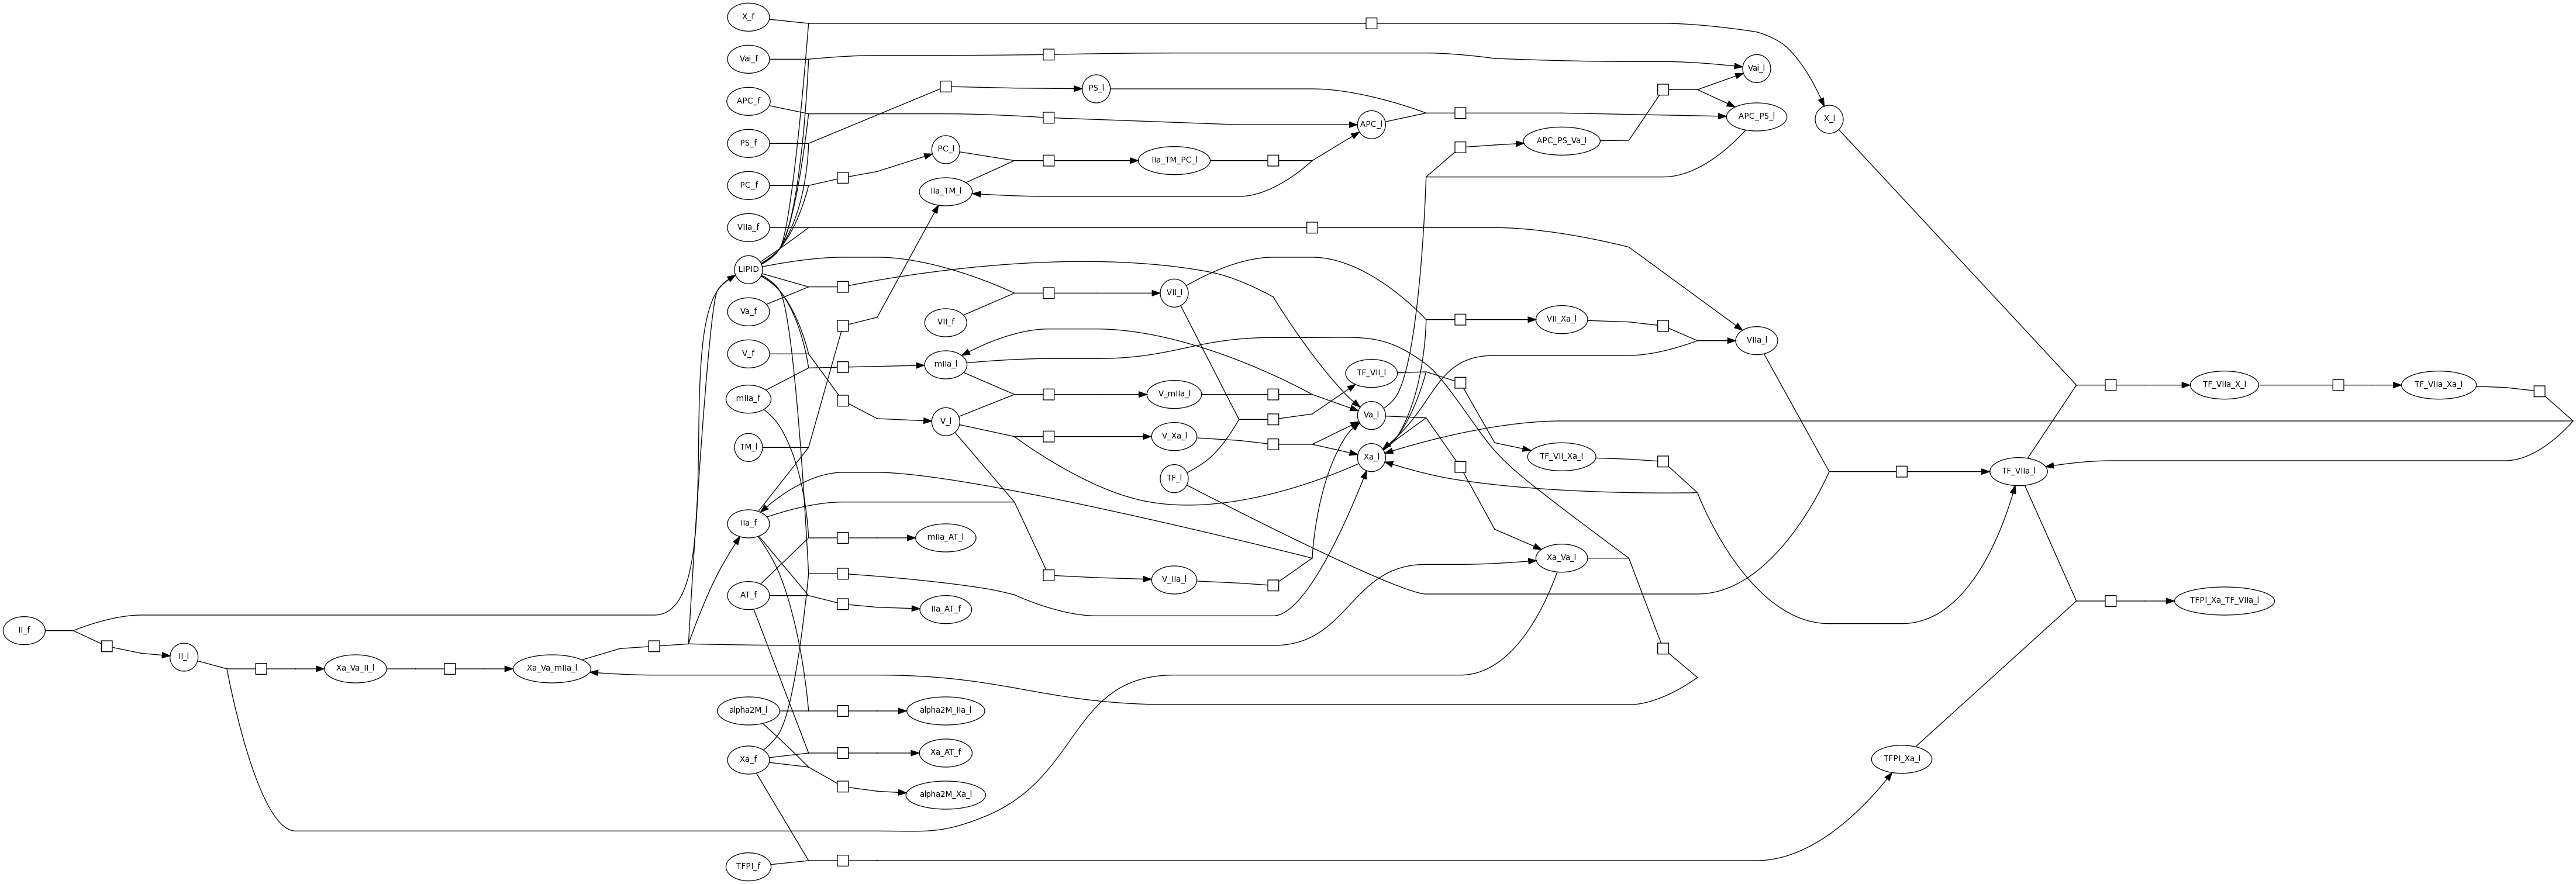 X_f
Vai_f
Vai_l
PS_l
APC_f
X_l
APC_PS_l
APC_l
PS_f
APC_PS_Va_l
PC_l
IIa_TM_PC_l
PC_f
IIa_TM_l
VIIa_f
LIPID
VII_l
Va_f
VII_f
VII_Xa_l
VIIa_l
V_f
mIIa_l
TF_VII_l
TF_VIIa_X_l
TF_VIIa_Xa_l
mIIa_f
V_mIIa_l
Va_l
V_l
V_Xa_l
TM_l
Xa_l
TF_VII_Xa_l
TF_VIIa_l
TF_l
IIa_f
mIIa_AT_l
Xa_Va_l
V_IIa_l
AT_f
IIa_AT_f
TFPI_Xa_TF_VIIa_l
II_f
II_l
Xa_Va_II_l
Xa_Va_mIIa_l
alpha2M_l
alpha2M_IIa_l
Xa_f
Xa_AT_f
TFPI_Xa_l
alpha2M_Xa_l
TFPI_f